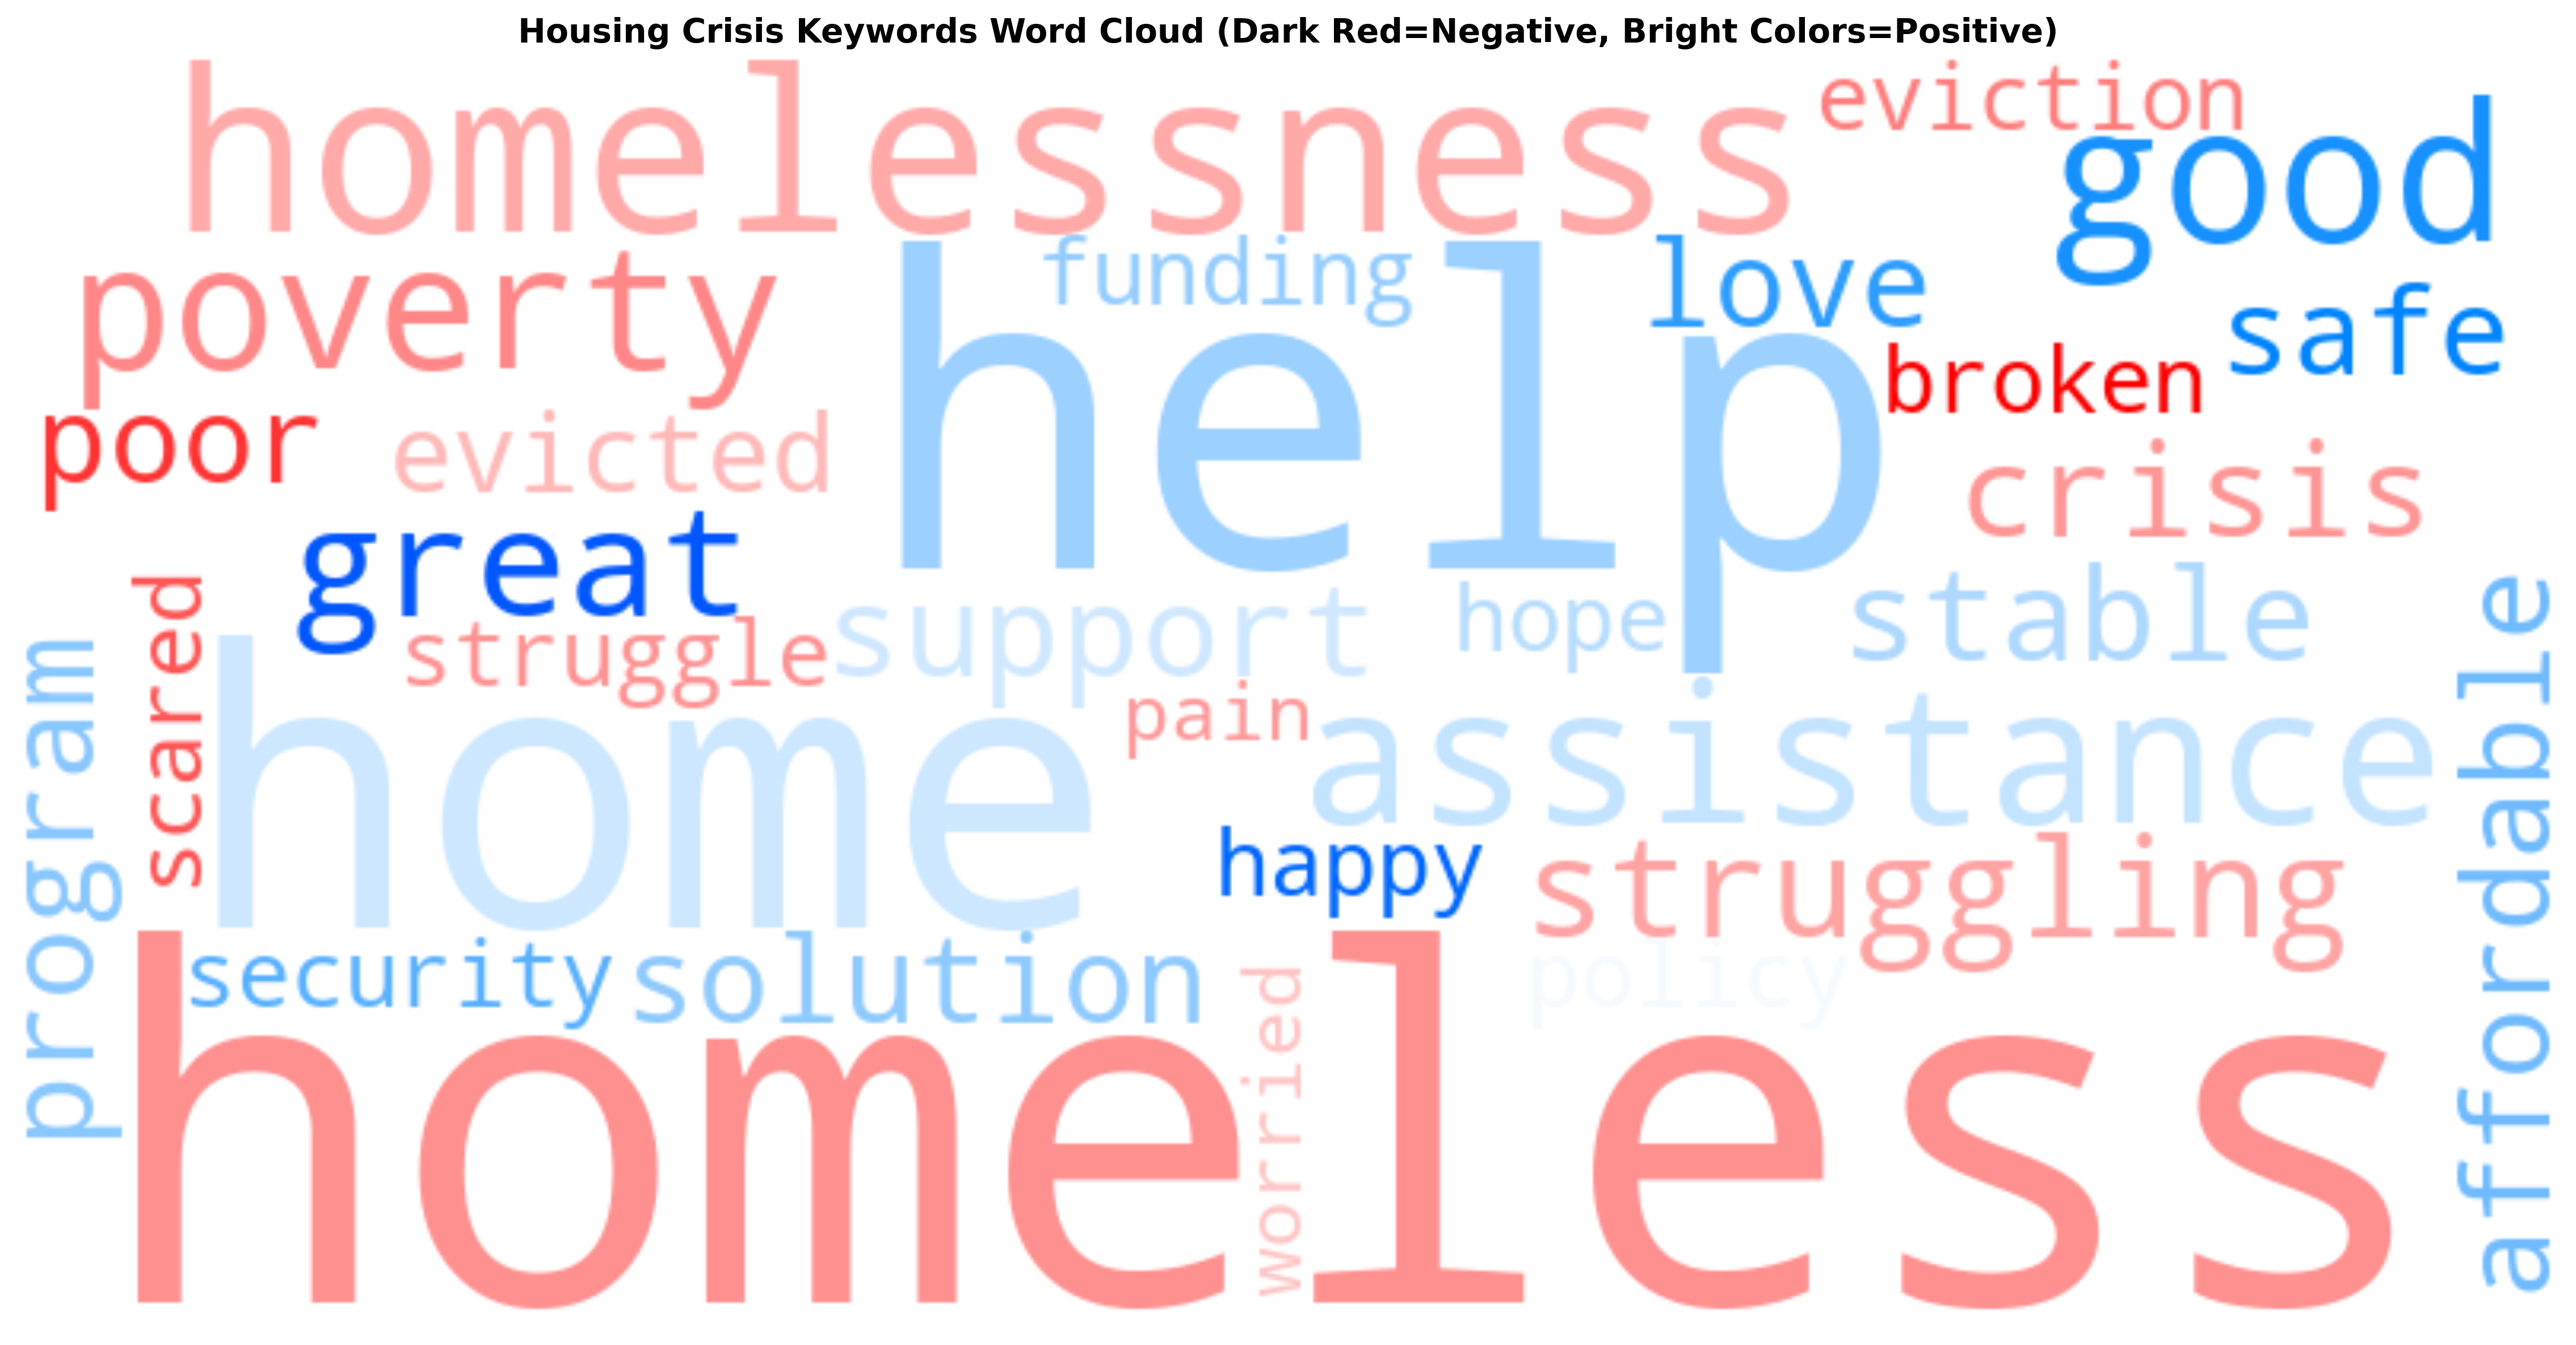 Housing Crisis Keywords Word Cloud (Dark Red=Negative, Bright Colors=Positive)
homelessness
eviction
good
poverty
funding
help
love
safe
broken
poor
evicted
crisis
great
scared
struggle
support
hope
stable
program
home
pain
assistance
affordable
happy
struggling
security
solution
worried
policy
homeless